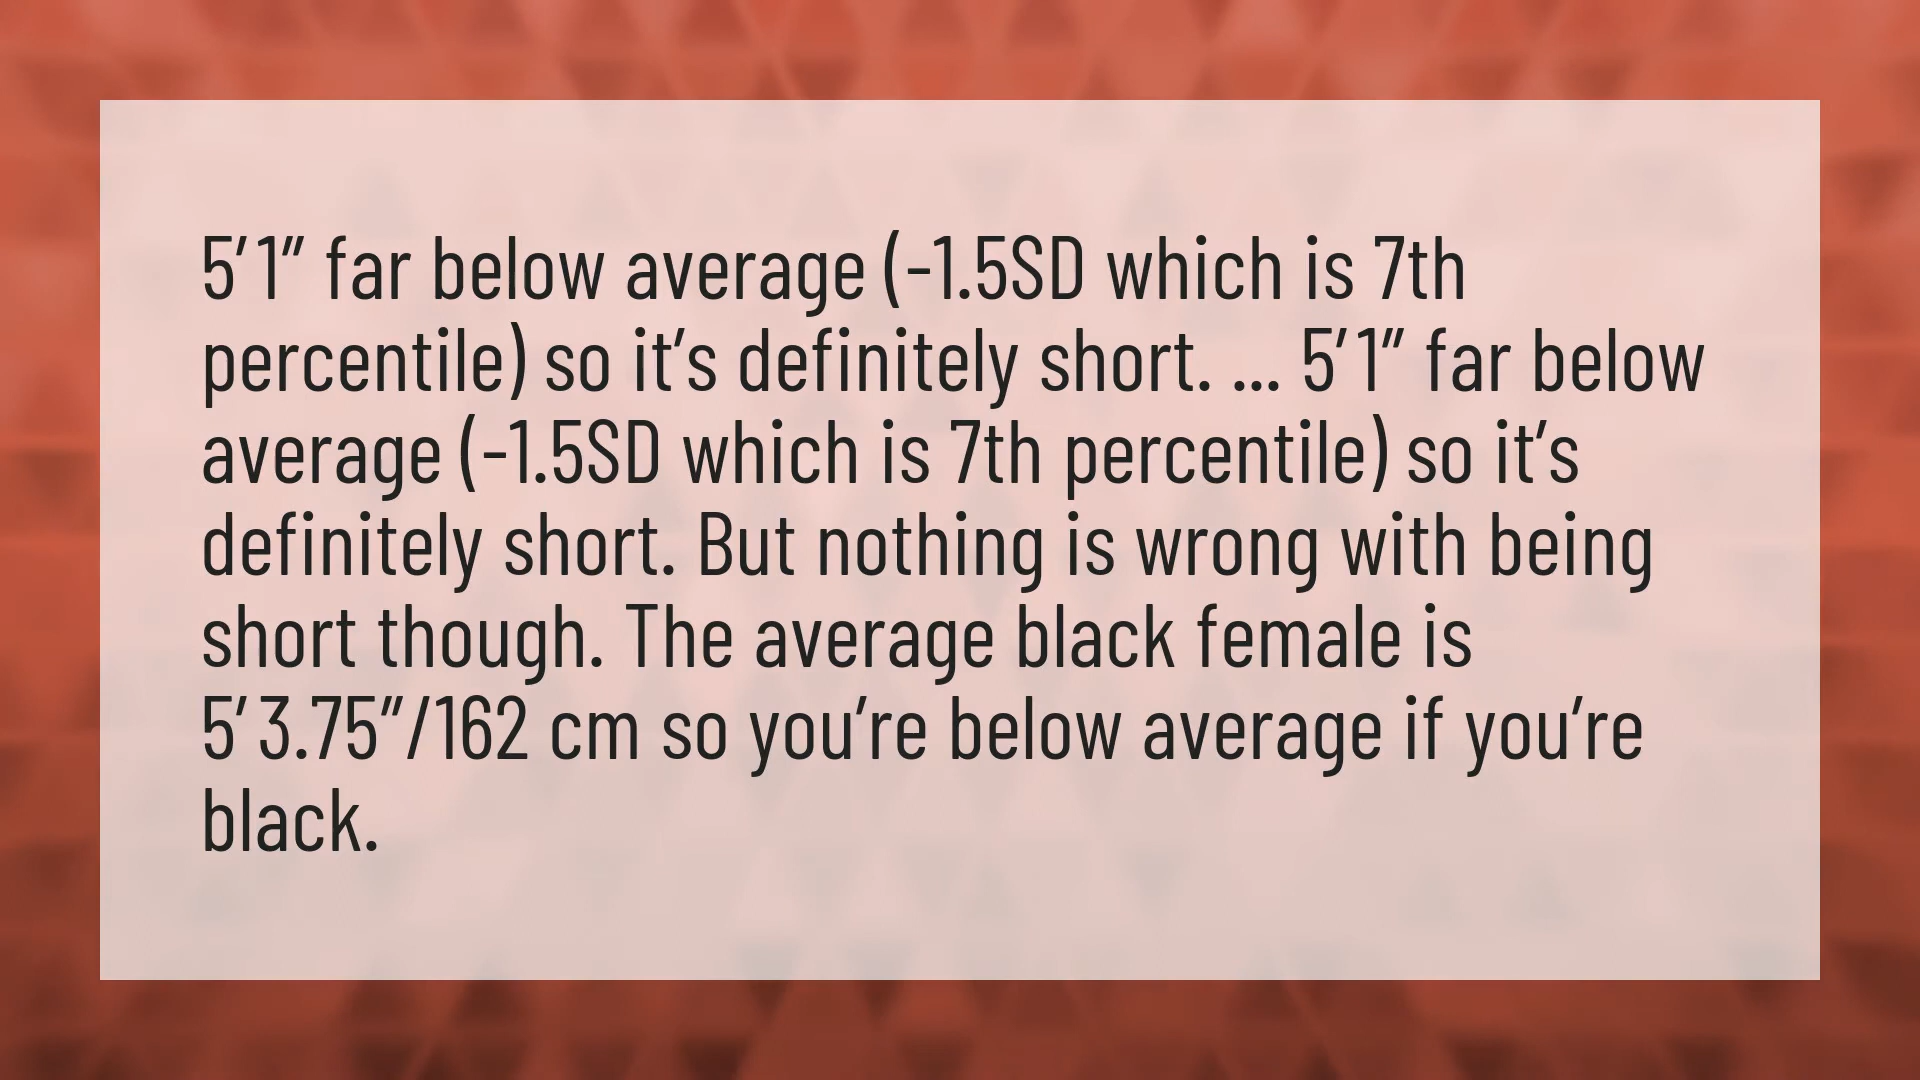 5′1″ far below average (-1.5SD which is 7th
percentile) so it’s definitely short. ... 5′1″ far below
average (-1.5SD which is 7th percentile) so it’s
definitely short. But nothing is wrong with being
short though. The average black female is
5′3.75″/162 cm so you’re below average if you’re
black.